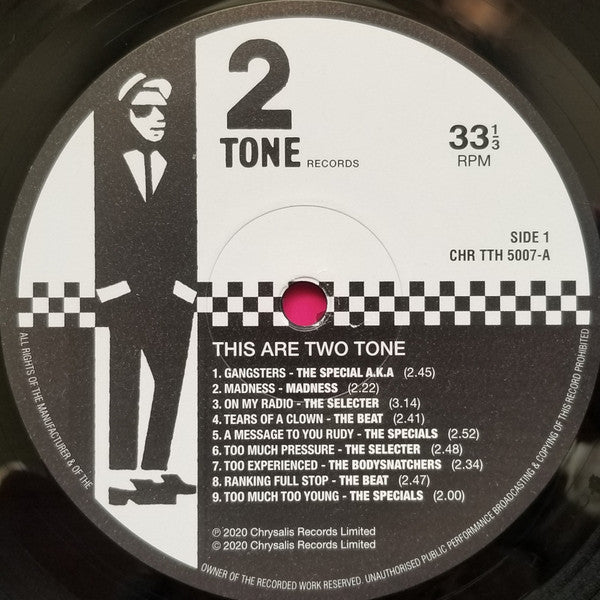 2
TONE RECORDS
33 1/3
RPM
SIDE 1
CHR TTH 5007-A
THIS ARE TWO TONE
1. GANGSTERS - THE SPECIAL A.K.A (2.45)
2. MADNESS - MADNESS (2.22)
3. ON MY RADIO - THE SELECTER (3.14)
4. TEARS OF A CLOWN - THE BEAT (2.41)
5. A MESSAGE TO YOU RUDY - THE SPECIALS (2.52)
6. TOO MUCH PRESSURE - THE SELECTER (2.48)
7. TOO EXPERIENCED - THE BODYSNATCHERS (2.34)
8. RANKING FULL STOP - THE BEAT (2.47)
9. TOO MUCH TOO YOUNG - THE SPECIALS (2.00)
℗ 2020 Chrysalis Records Limited
© 2020 Chrysalis Records Limited
ALL RIGHTS OF THE MANUFACTURER & OF THE OWNER OF THE RECORDED WORK RESERVED. UNAUTHORISED PUBLIC PERFORMANCE BROADCASTING & COPYING OF THIS RECORD PROHIBITED